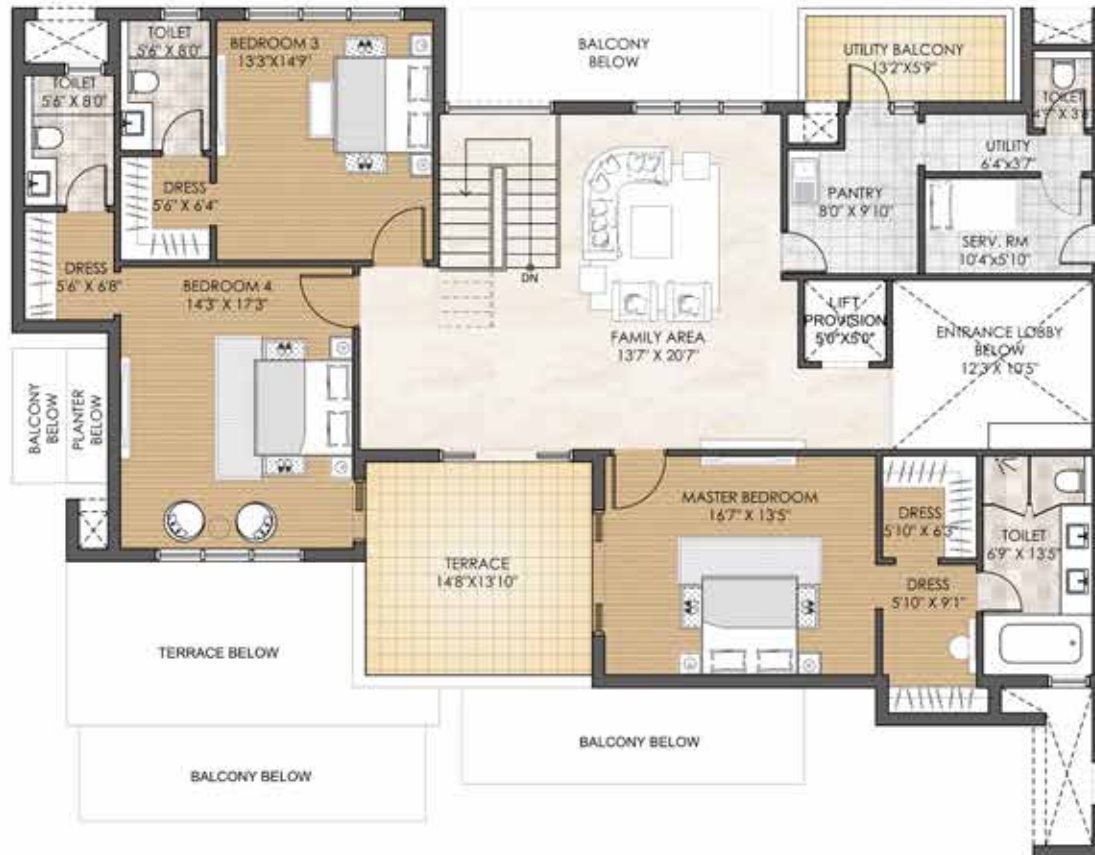 TOILET
5'6" X 8'0"
BEDROOM 3
13'3"X14'9"
BALCONY
BELOW
UTILITY BALCONY
13'2"X5'9"
TOILET
5'6" X 8'0"
TOILET
UTILITY
6'4"x3'7"
DRESS
5'6" X 6'4"
PANTRY
8'0" X 9'10"
SERV. RM
10'4"x5'10"
DRESS
5'6" X 6'8"
BEDROOM 4
14'3" X 17'3"
DN
LIFT
PROVISION
5'0"X5'0"
FAMILY AREA
13'7" X 20'7"
ENTRANCE LOBBY
BELOW
12'3 X 10'5"
BALCONY
BELOW
PLANTER
BELOW
MASTER BEDROOM
16'7" X 13'5"
DRESS
5'10" X 6'3"
TOILET
6'9" X 13'5"
TERRACE
14'8"X13'10"
DRESS
5'10" X 9'1"
TERRACE BELOW
BALCONY BELOW
BALCONY BELOW